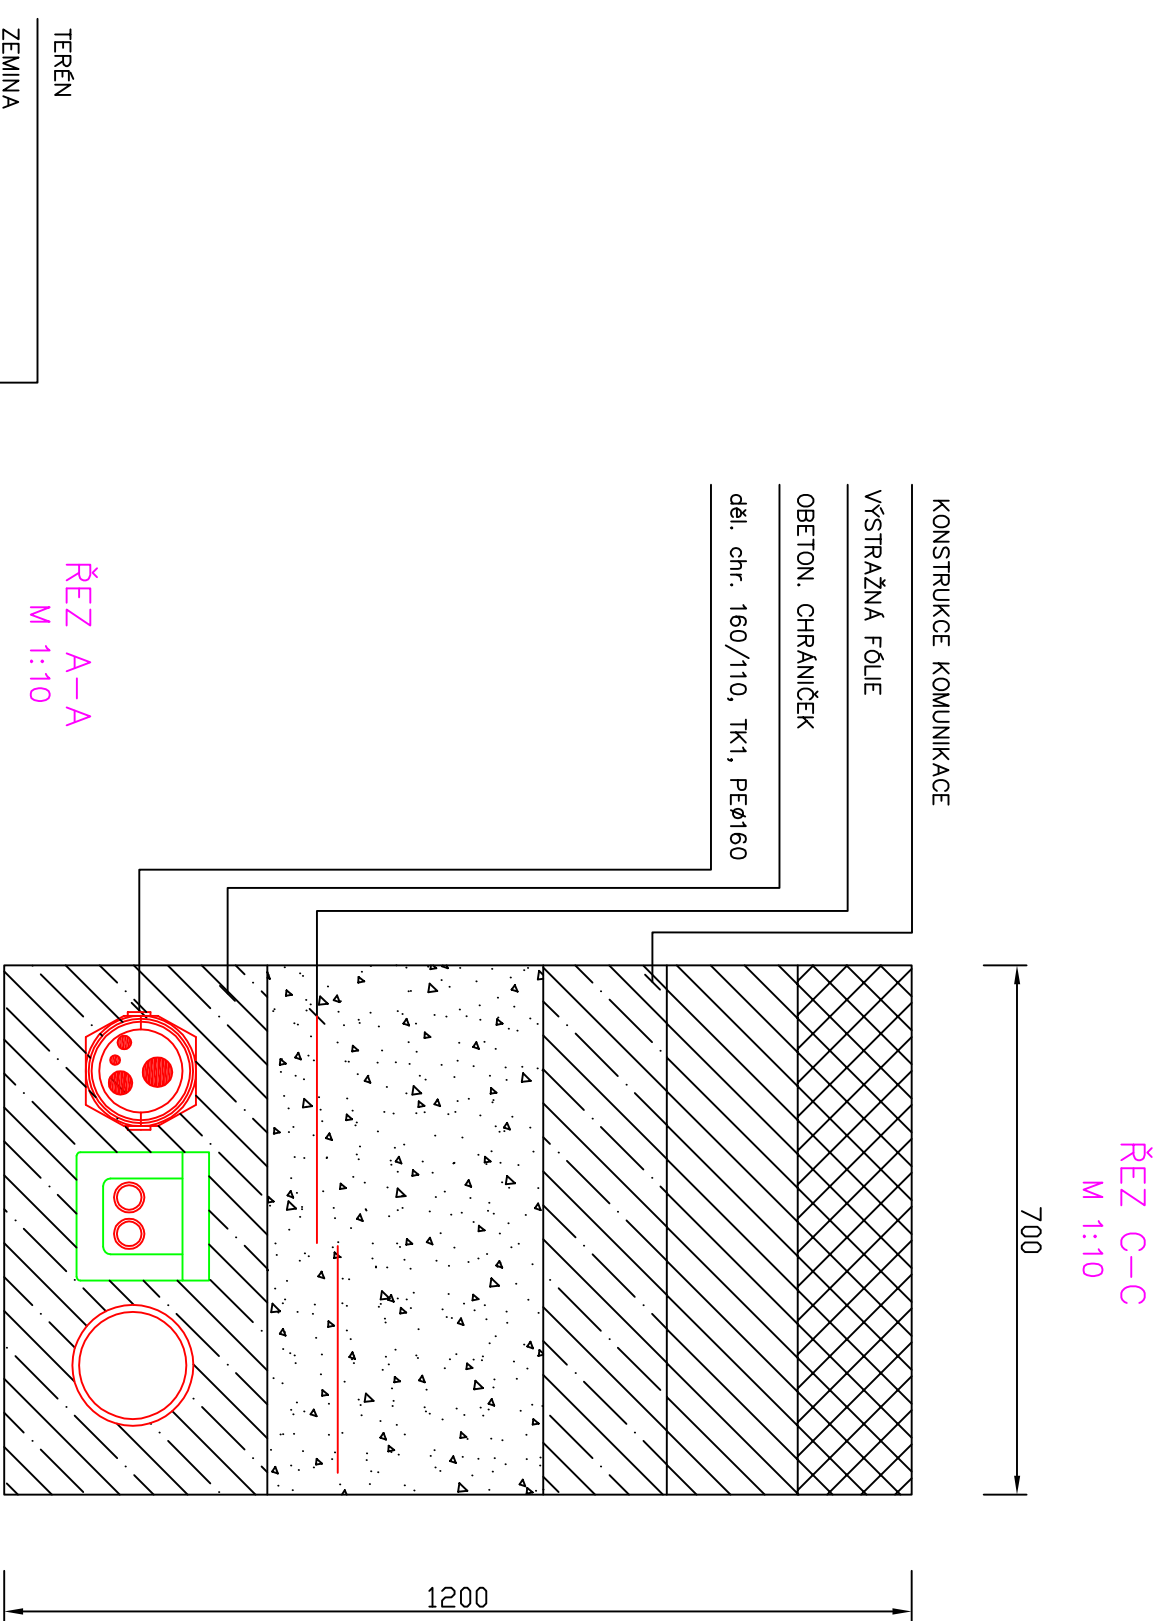 ŘEZ C-C
M 1:10
700
KONSTRUKCE KOMUNIKACE
VÝSTRAŽNÁ FÓLIE
OBETON. CHRÁNIČEK
děl. chr. 160/110, TK1, PEØ160
1200
ŘEZ A-A
M 1:10
TERÉN
ZEMINA